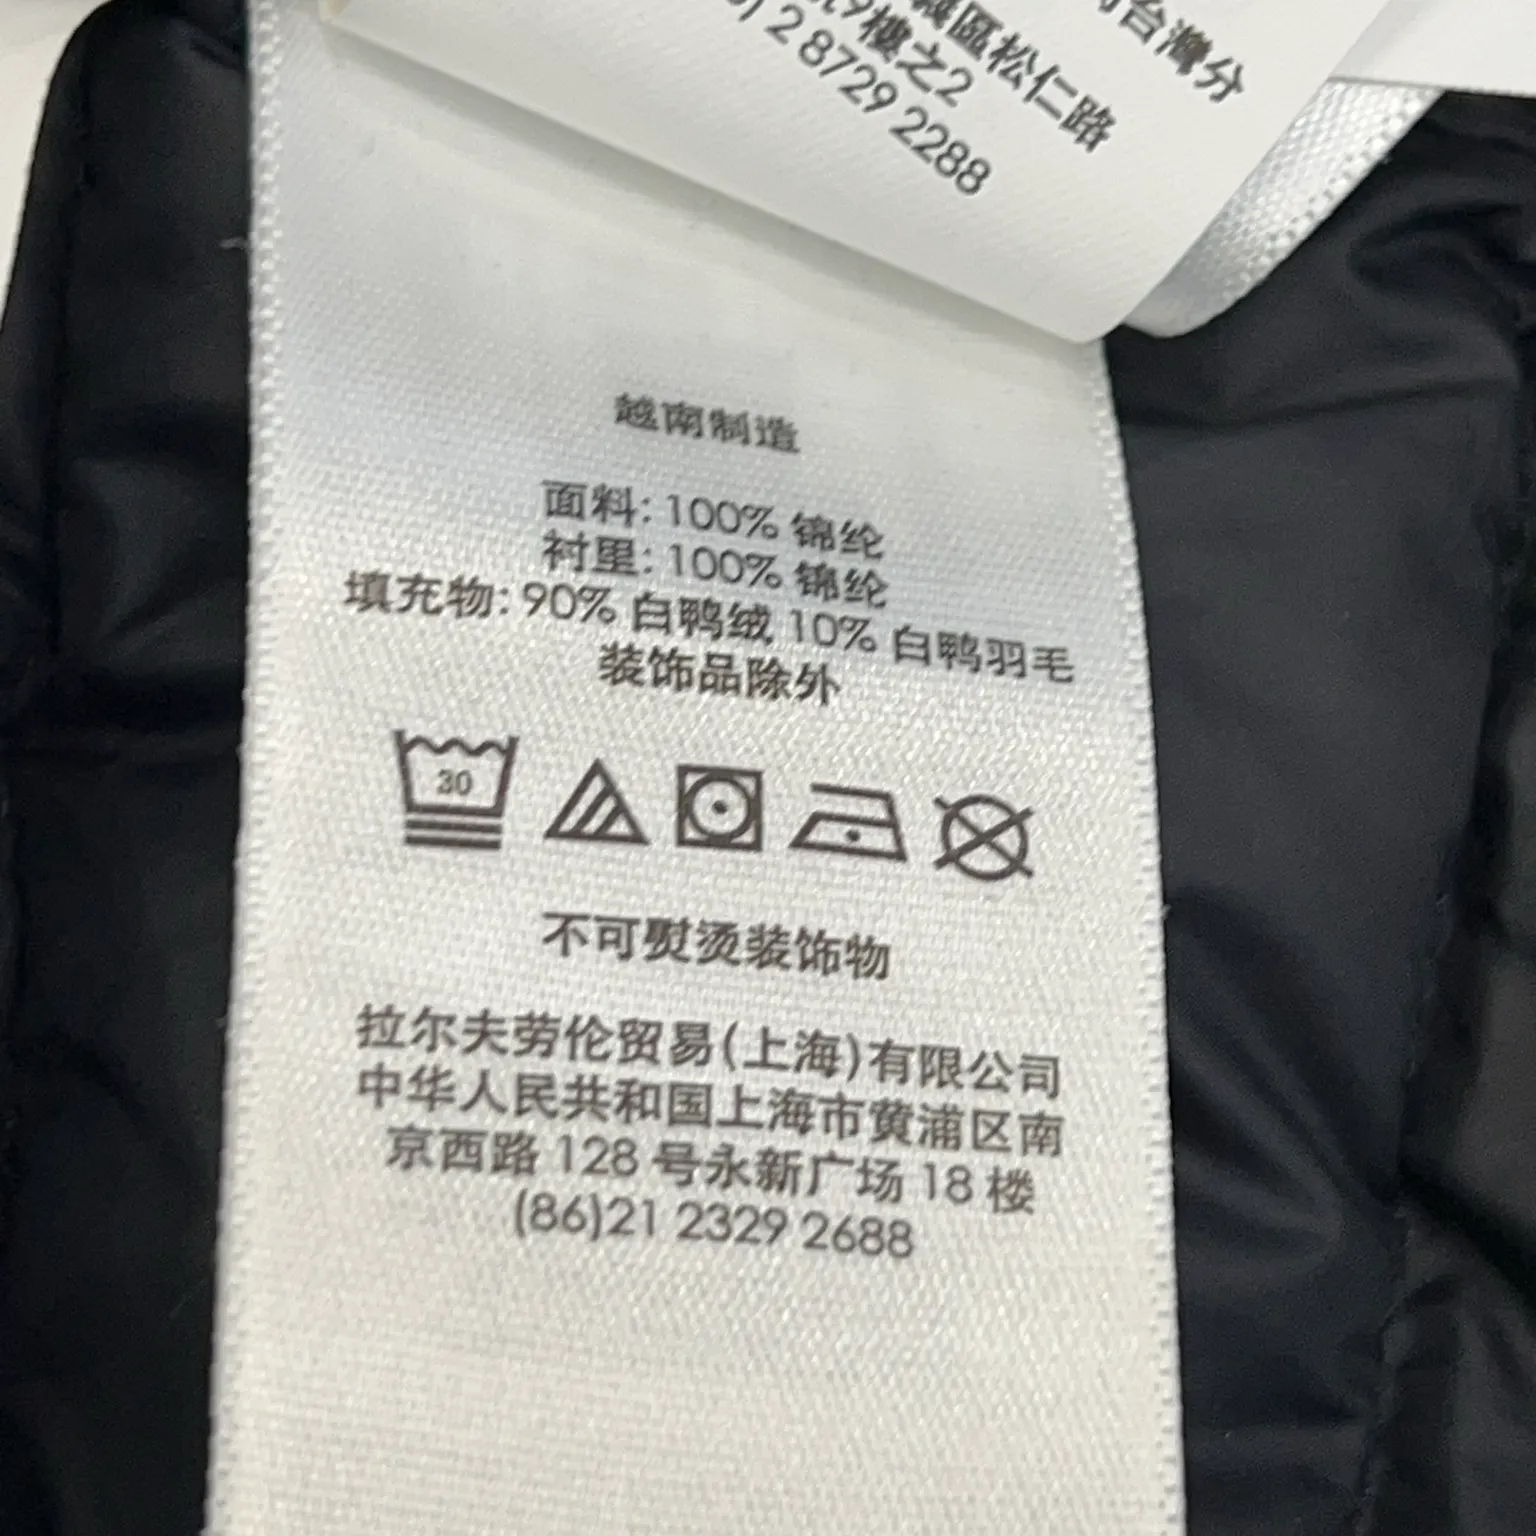 台灣分
區松仁路
9樓之2
2 8729 2288
越南制造
面料: 100% 锦纶
衬里: 100% 锦纶
填充物: 90% 白鸭绒 10% 白鸭羽毛
装饰品除外
30
不可熨烫装饰物
拉尔夫劳伦贸易(上海)有限公司
中华人民共和国上海市黄浦区南
京西路 128 号永新广场 18 楼
(86)21 2329 2688